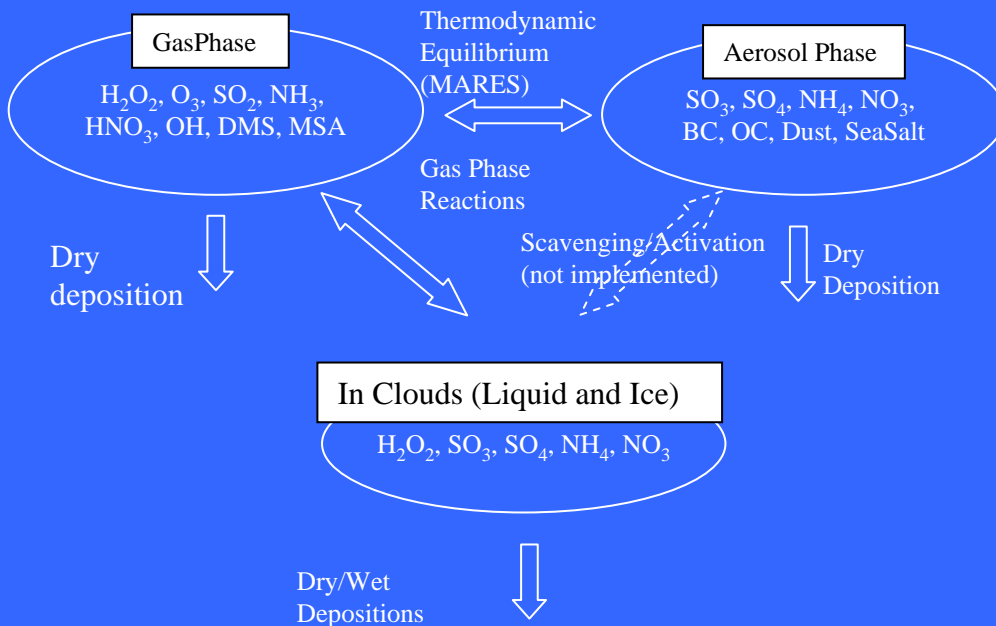 GasPhase
H₂O₂, O₃, SO₂, NH₃,
HNO₃, OH, DMS, MSA
Thermodynamic
Equilibrium
(MARES)
Aerosol Phase
SO₃, SO₄, NH₄, NO₃,
BC, OC, Dust, SeaSalt
Gas Phase
Reactions
Dry
deposition
Scavenging/Activation
(not implemented)
Dry
Deposition
In Clouds (Liquid and Ice)
H₂O₂, SO₃, SO₄, NH₄, NO₃
Dry/Wet
Depositions